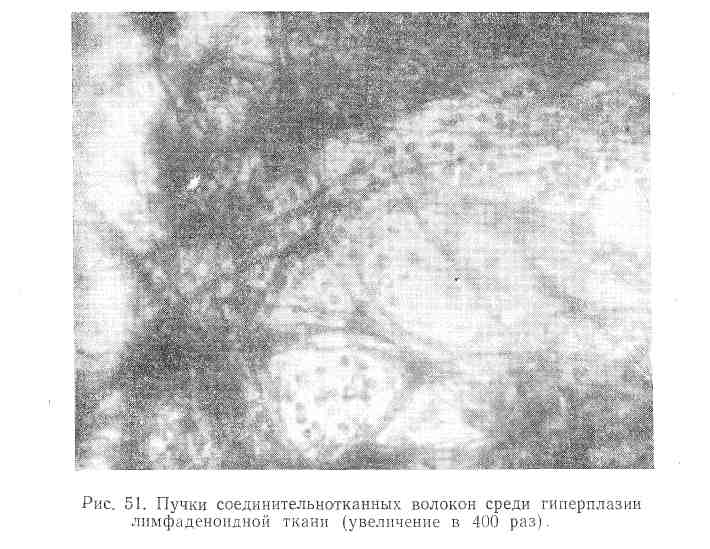 Рис. 51. Пучки соединительнотканных волокон среди гиперплазии
лимфаденоидной ткани (увеличение в 400 раз).